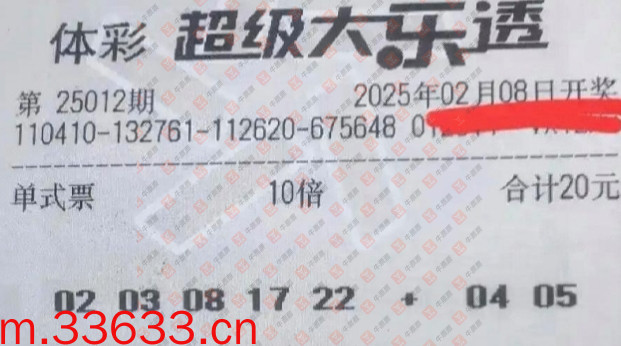 体彩 超级大乐透
第 25012期 2025年02月08日开奖
110410-132761-112620-675648
单式票 10倍 合计20元
02 03 08 17 22 + 04 05
m.33633.cn